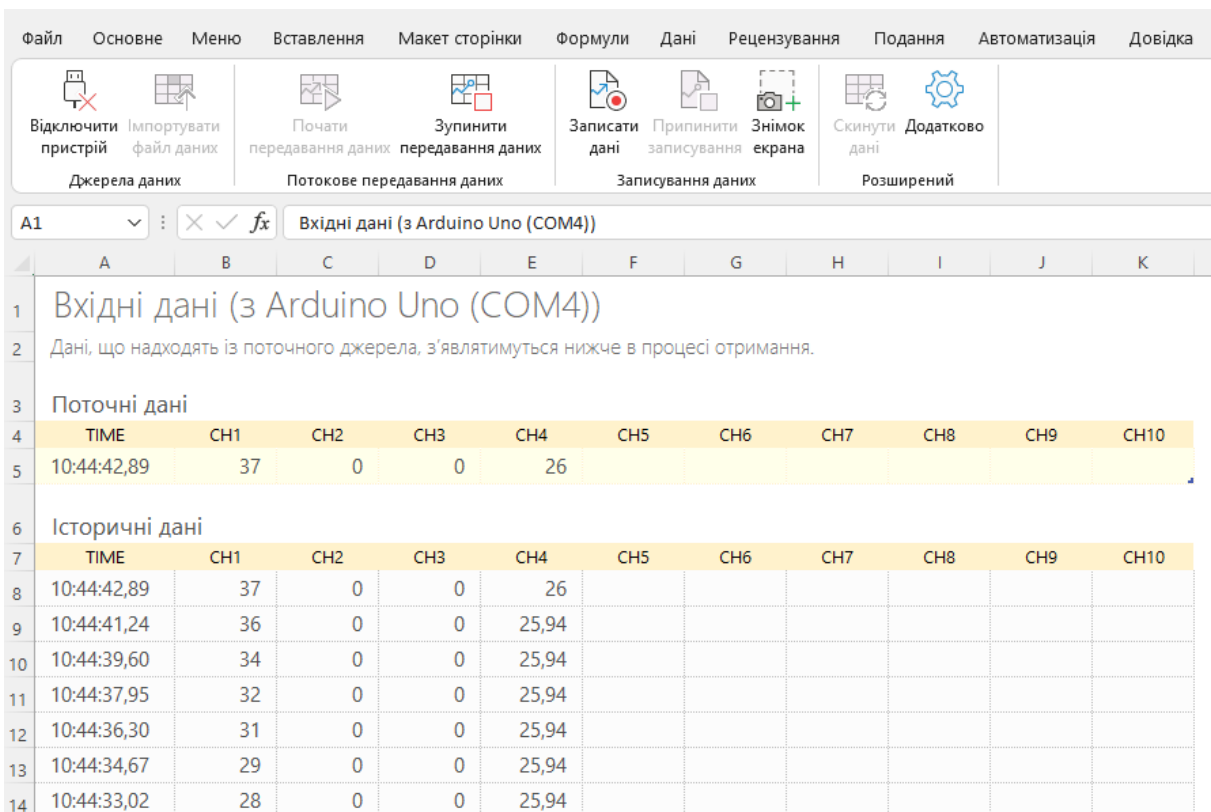 Файл Основне Меню Вставлення Макет сторінки Формули Дані Рецензування Подання Автоматизація Довідка
Відключити Імпортувати Почати Зупинити Записати Припинити Знімок Скинути Додатково
пристрій файл даних передавання даних передавання даних дані записування екрана дані
Джерела даних Потокове передавання даних Записування даних Розширений
A1 fx Вхідні дані (з Arduino Uno (COM4))
A B C D E F G H I J K
1 Вхідні дані (з Arduino Uno (COM4))
2 Дані, що надходять із поточного джерела, з’являтимуться нижче в процесі отримання.
3 Поточні дані
4 TIME CH1 CH2 CH3 CH4 CH5 CH6 CH7 CH8 CH9 CH10
5 10:44:42,89 37 0 0 26
6 Історичні дані
7 TIME CH1 CH2 CH3 CH4 CH5 CH6 CH7 CH8 CH9 CH10
8 10:44:42,89 37 0 0 26
9 10:44:41,24 36 0 0 25,94
10 10:44:39,60 34 0 0 25,94
11 10:44:37,95 32 0 0 25,94
12 10:44:36,30 31 0 0 25,94
13 10:44:34,67 29 0 0 25,94
14 10:44:33,02 28 0 0 25,94